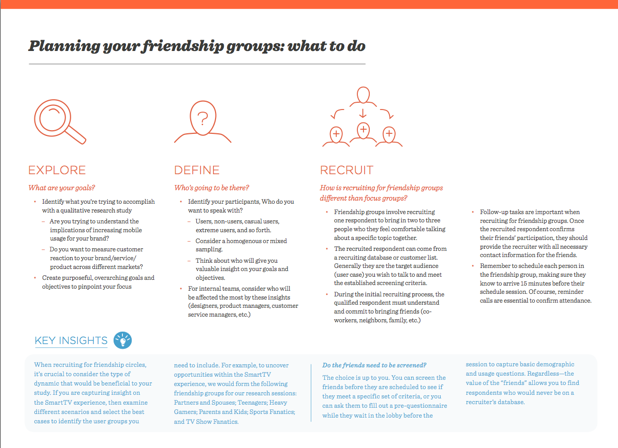 Planning your friendship groups: what to do
?
EXPLORE
What are your goals?
• Identify what you're trying to accomplish
with a qualitative research study
– Are you trying to understand the
implications of increasing mobile
usage for your brand?
– Do you want to measure customer
reaction to your brand/service/
product across different markets?
• Create purposeful, overarching goals and
objectives to pinpoint your focus
DEFINE
Who's going to be there?
• Identify your participants, Who do you
want to speak with?
– Users, non-users, casual users,
extreme users, and so forth.
– Consider a homogenous or mixed
sampling.
– Think about who will give you
valuable insight on your goals and
objectives.
• For internal teams, consider who will
be affected the most by these insights
(designers, product managers, customer
service managers, etc.)
RECRUIT
How is recruiting for friendship groups
different than focus groups?
• Friendship groups involve recruiting
one respondent to bring in two to three
people who they feel comfortable talking
about a specific topic together.
• The recruited respondent can come from
a recruiting database or customer list.
Generally they are the target audience
(user case) you wish to talk to and meet
the established screening criteria.
• During the initial recruiting process, the
qualified respondent must understand
and commit to bringing friends (co-
workers, neighbors, family, etc.)
• Follow-up tasks are important when
recruiting for friendship groups. Once
the recruited respondent confirms
their friends' participation, they should
provide the recruiter with all necessary
contact information for the friends.
• Remember to schedule each person in
the friendship group, making sure they
know to arrive 15 minutes before their
schedule session. Of course, reminder
calls are essential to confirm attendance.
KEY INSIGHTS
When recruiting for friendship circles,
it's crucial to consider the type of
dynamic that would be beneficial to your
study. If you are capturing insight on
the SmartTV experience, then examine
different scenarios and select the best
cases to identify the user groups you
need to include. For example, to uncover
opportunities within the SmartTV
experience, we would form the following
friendship groups for our research sessions:
Partners and Spouses; Teenagers; Heavy
Gamers; Parents and Kids; Sports Fanatics;
and TV Show Fanatics.
Do the friends need to be screened?
The choice is up to you. You can screen the
friends before they are scheduled to see if
they meet a specific set of criteria, or you
can ask them to fill out a pre-questionnaire
while they wait in the lobby before the
session to capture basic demographic
and usage questions. Regardless—the
value of the "friends" allows you to find
respondents who would never be on a
recruiter's database.